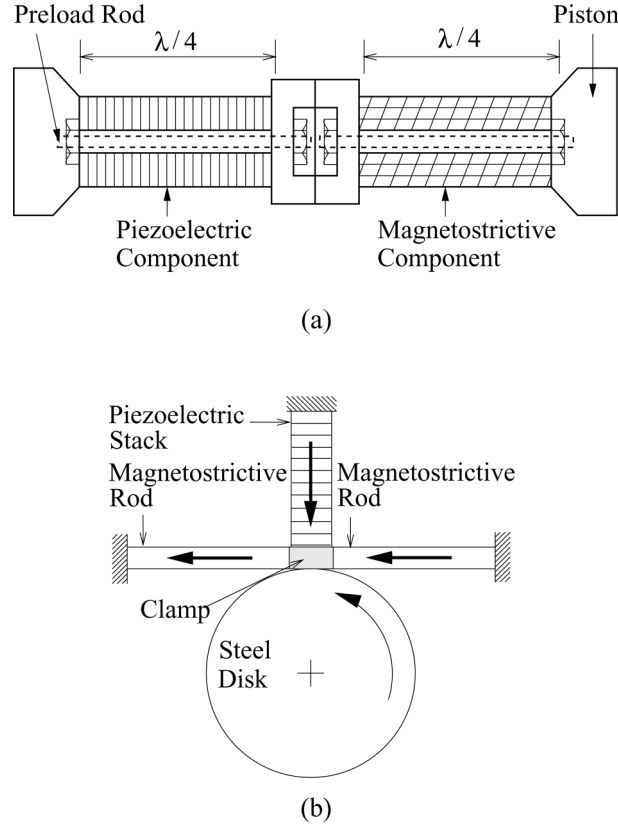 Preload Rod
λ/4
λ/4
Piston
Piezoelectric
Component
Magnetostrictive
Component
(a)
Piezoelectric
Stack
Magnetostrictive
Rod
Magnetostrictive
Rod
Clamp
Steel
Disk
(b)